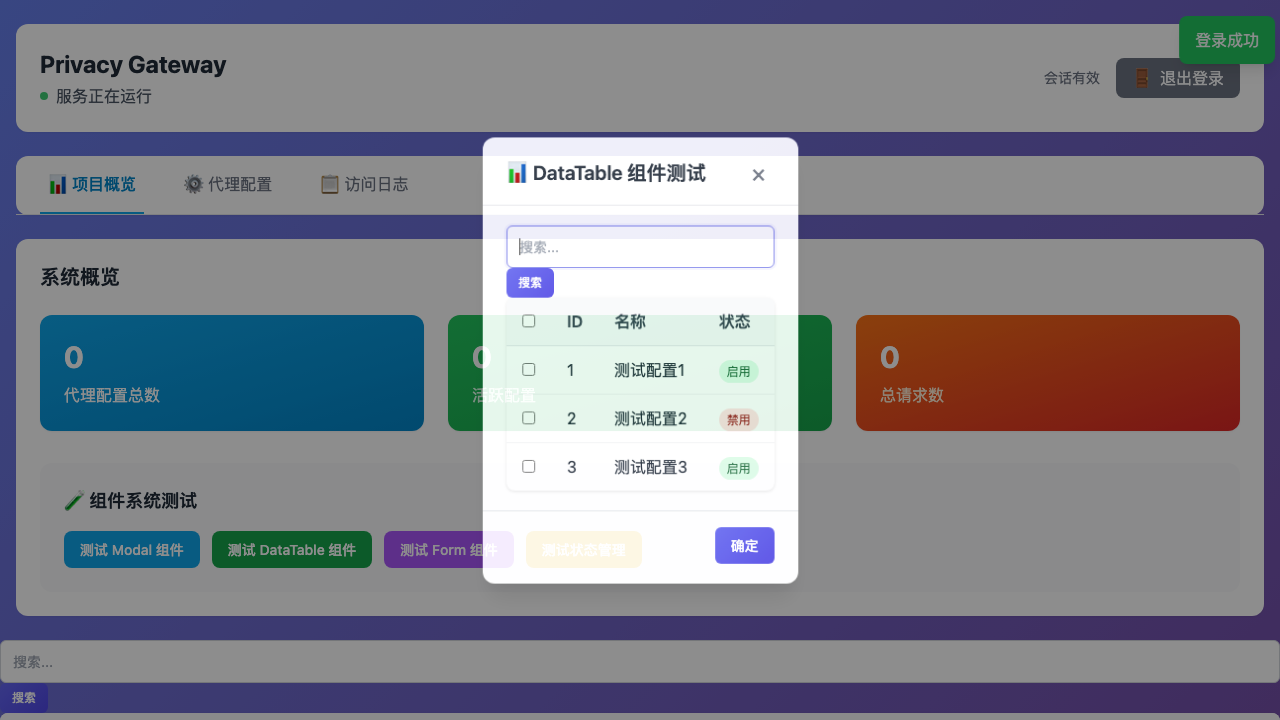 登录成功
Privacy Gateway
服务正在运行
会话有效
🚪 退出登录
📊 项目概览
⚙️ 代理配置
📋 访问日志
系统概览
0
代理配置总数
0
活跃配置
0
总请求数
🧪 组件系统测试
测试 Modal 组件
测试 DataTable 组件
测试 Form 组件
测试状态管理
📊 DataTable 组件测试
×
搜索...
搜索
ID 名称 状态
1 测试配置1 启用
2 测试配置2 禁用
3 测试配置3 启用
确定
搜索...
搜索